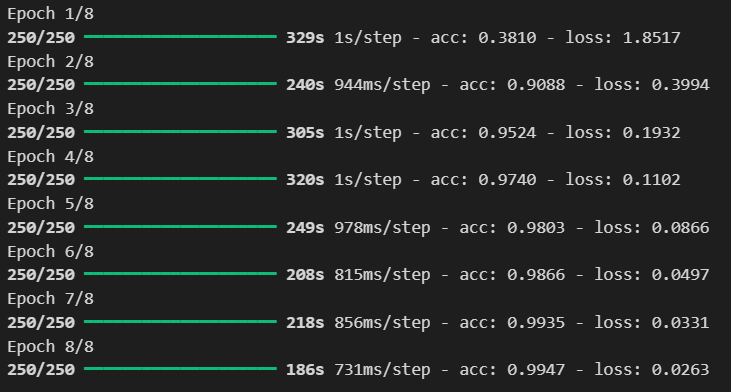 Epoch 1/8
250/250 ━━━━━━━━━━━━━━━━━━━━ 329s 1s/step - acc: 0.3810 - loss: 1.8517
Epoch 2/8
250/250 ━━━━━━━━━━━━━━━━━━━━ 240s 944ms/step - acc: 0.9088 - loss: 0.3994
Epoch 3/8
250/250 ━━━━━━━━━━━━━━━━━━━━ 305s 1s/step - acc: 0.9524 - loss: 0.1932
Epoch 4/8
250/250 ━━━━━━━━━━━━━━━━━━━━ 320s 1s/step - acc: 0.9740 - loss: 0.1102
Epoch 5/8
250/250 ━━━━━━━━━━━━━━━━━━━━ 249s 978ms/step - acc: 0.9803 - loss: 0.0866
Epoch 6/8
250/250 ━━━━━━━━━━━━━━━━━━━━ 208s 815ms/step - acc: 0.9866 - loss: 0.0497
Epoch 7/8
250/250 ━━━━━━━━━━━━━━━━━━━━ 218s 856ms/step - acc: 0.9935 - loss: 0.0331
Epoch 8/8
250/250 ━━━━━━━━━━━━━━━━━━━━ 186s 731ms/step - acc: 0.9947 - loss: 0.0263